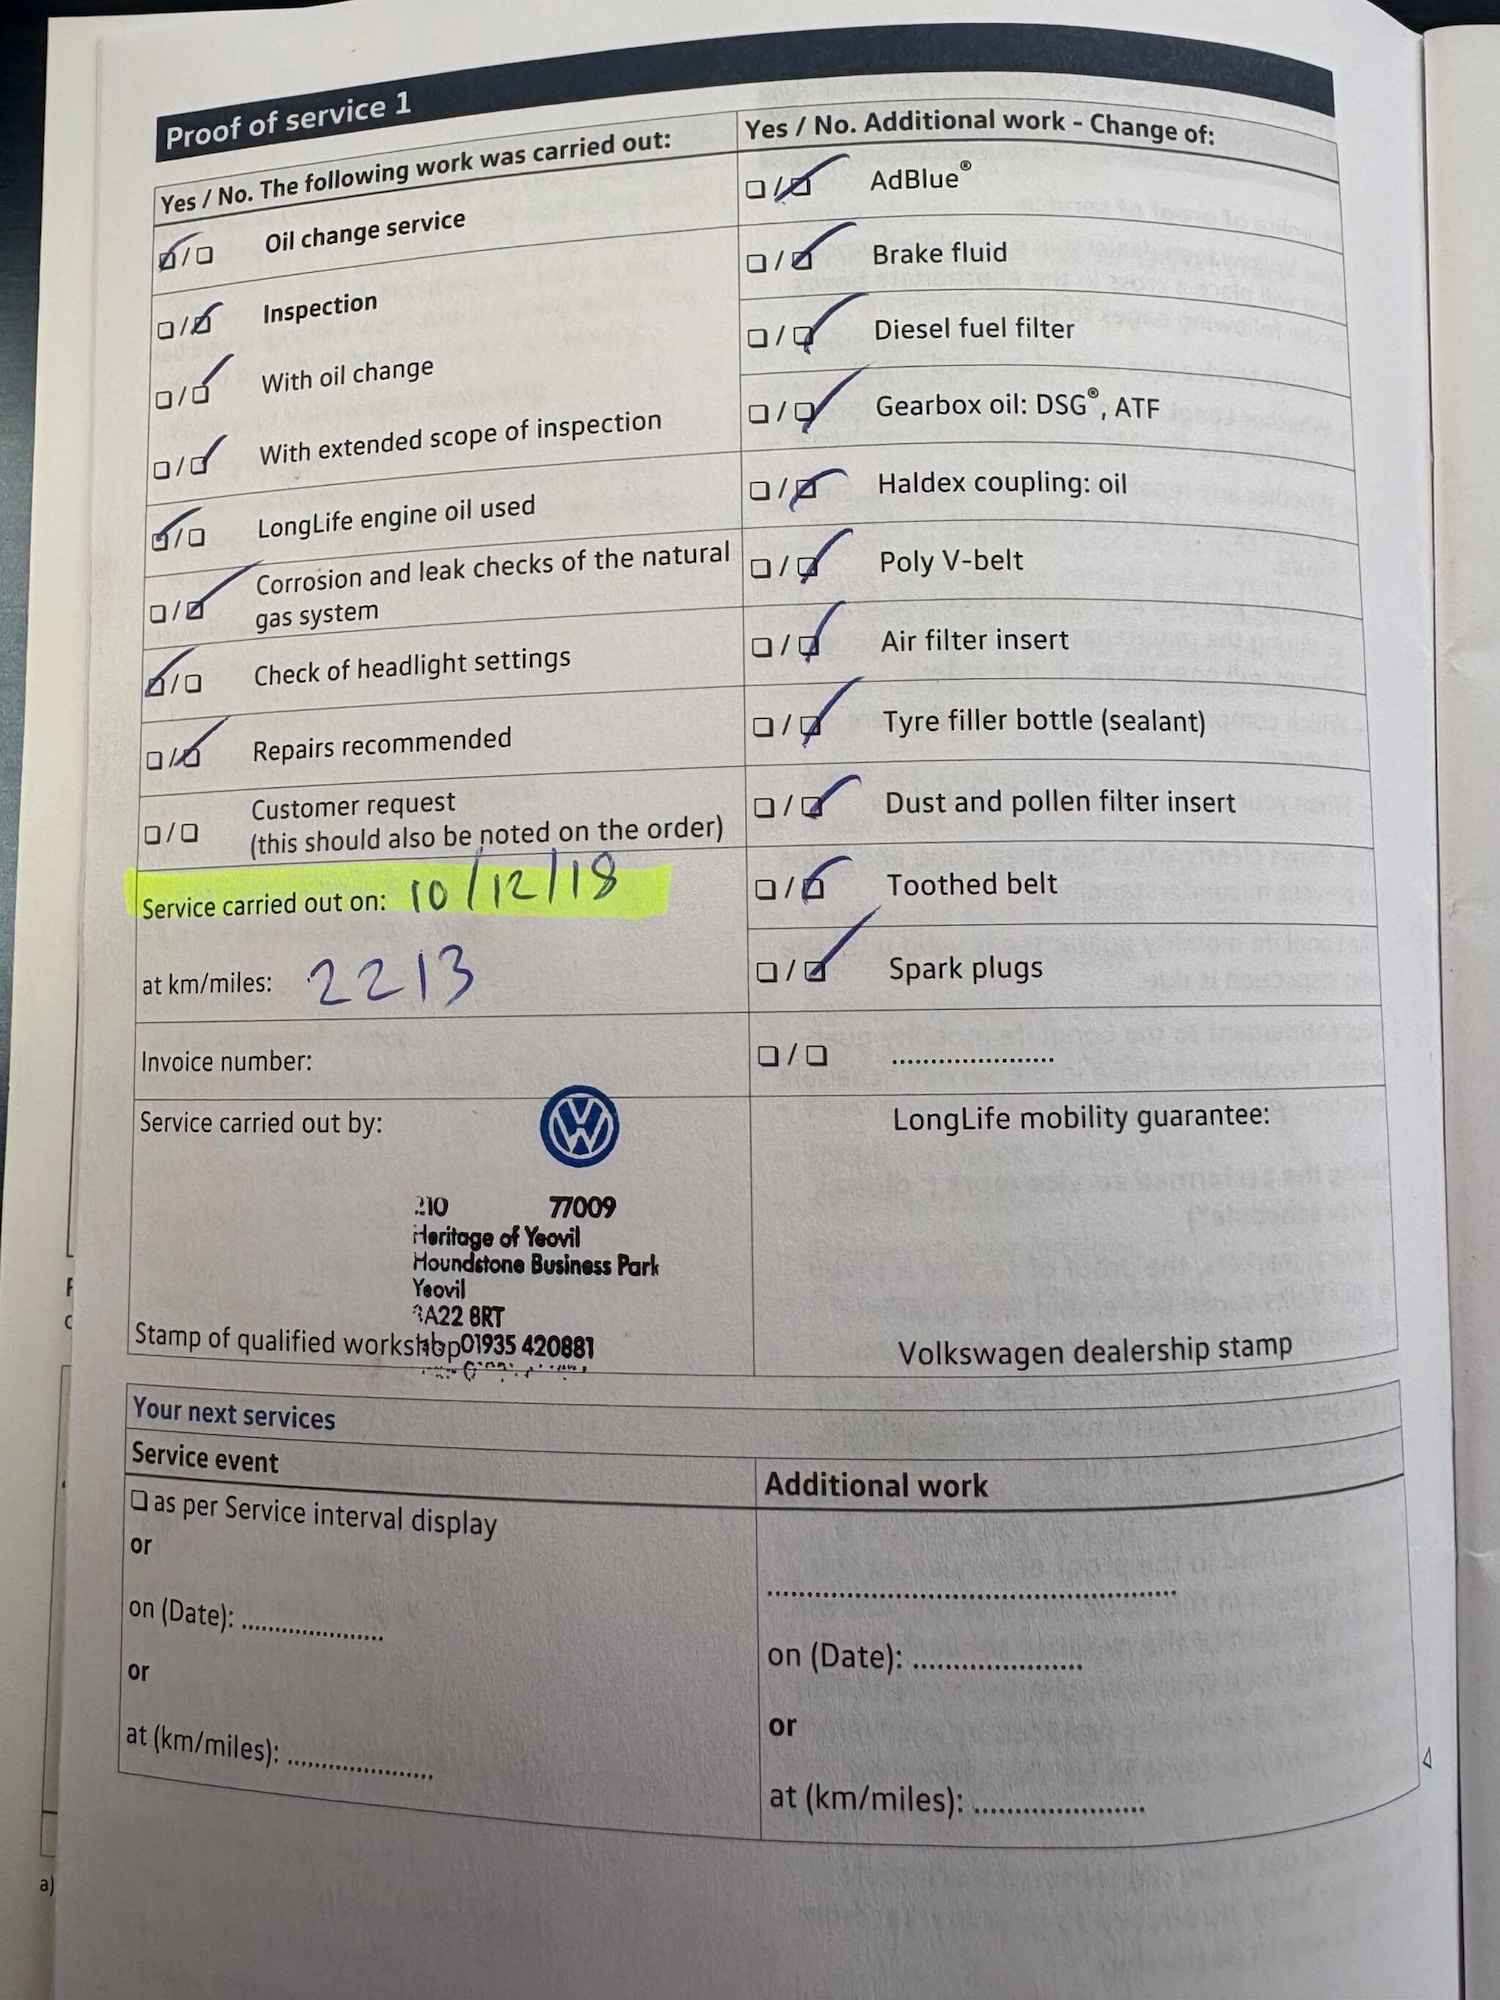 Proof of service 1
Yes / No. The following work was carried out:
Oil change service
Inspection
With oil change
With extended scope of inspection
LongLife engine oil used
Corrosion and leak checks of the natural
gas system
Check of headlight settings
Repairs recommended
Customer request
(this should also be noted on the order)
Service carried out on: 10/12/18
at km/miles: 2213
Invoice number:
Service carried out by:
77009
Heritage of Yeovil
Houndstone Business Park
Yeovil
8RT
01935 420881
Stamp of qualified workshop
Yes / No. Additional work - Change of:
AdBlue®
Brake fluid
Diesel fuel filter
Gearbox oil: DSG®, ATF
Haldex coupling: oil
Poly V-belt
Air filter insert
Tyre filler bottle (sealant)
Dust and pollen filter insert
Toothed belt
Spark plugs
....................
LongLife mobility guarantee:
Volkswagen dealership stamp
Your next services
Service event
as per Service interval display
or
on (Date): ....................
or
at (km/miles): ....................
Additional work
..................................................
on (Date): ....................
or
at (km/miles): ....................
a)